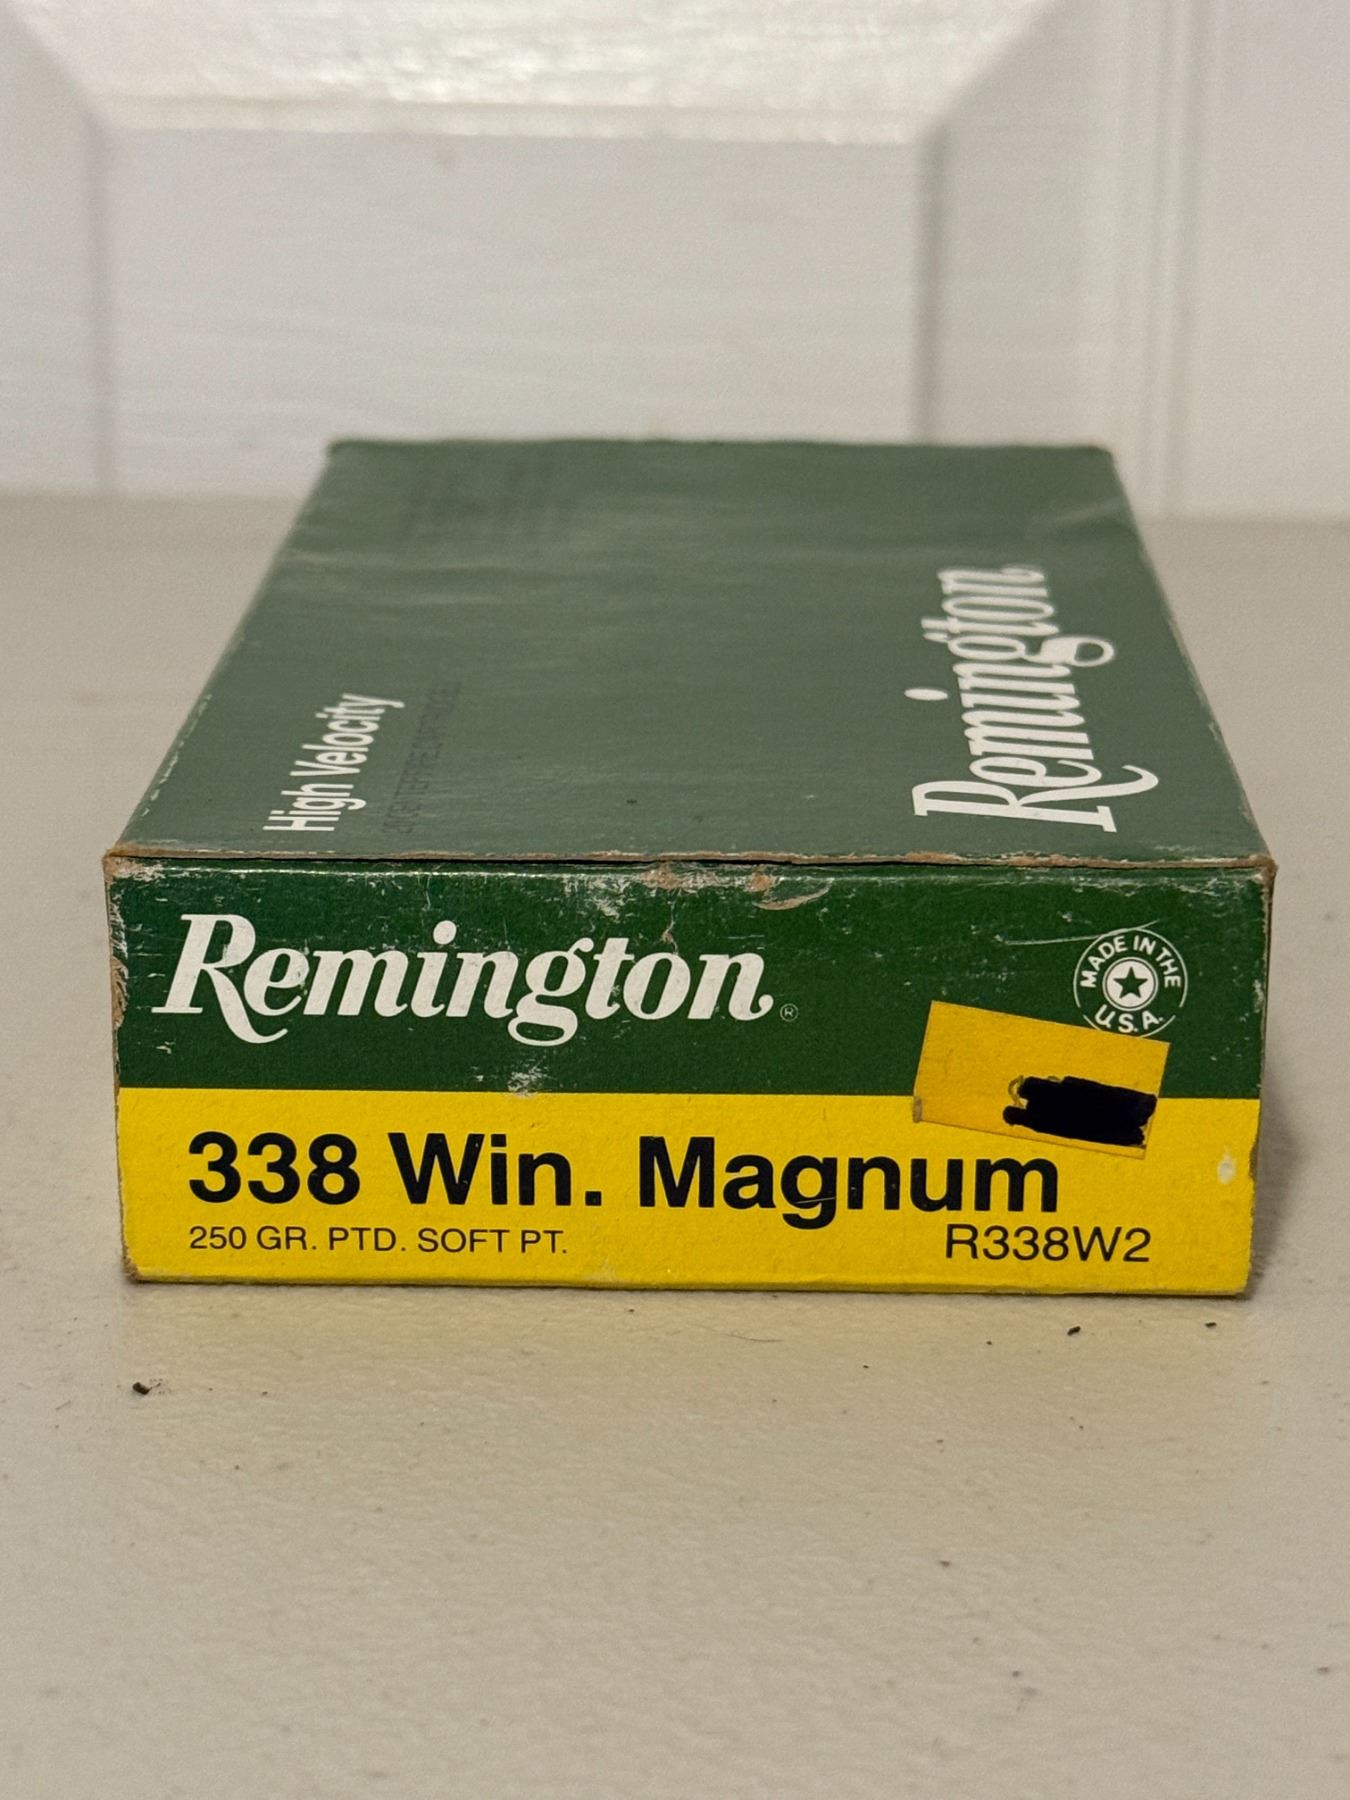 High Velocity
Remington
Remington®
MADE IN THE
U.S.A.
338 Win. Magnum
250 GR. PTD. SOFT PT.
R338W2